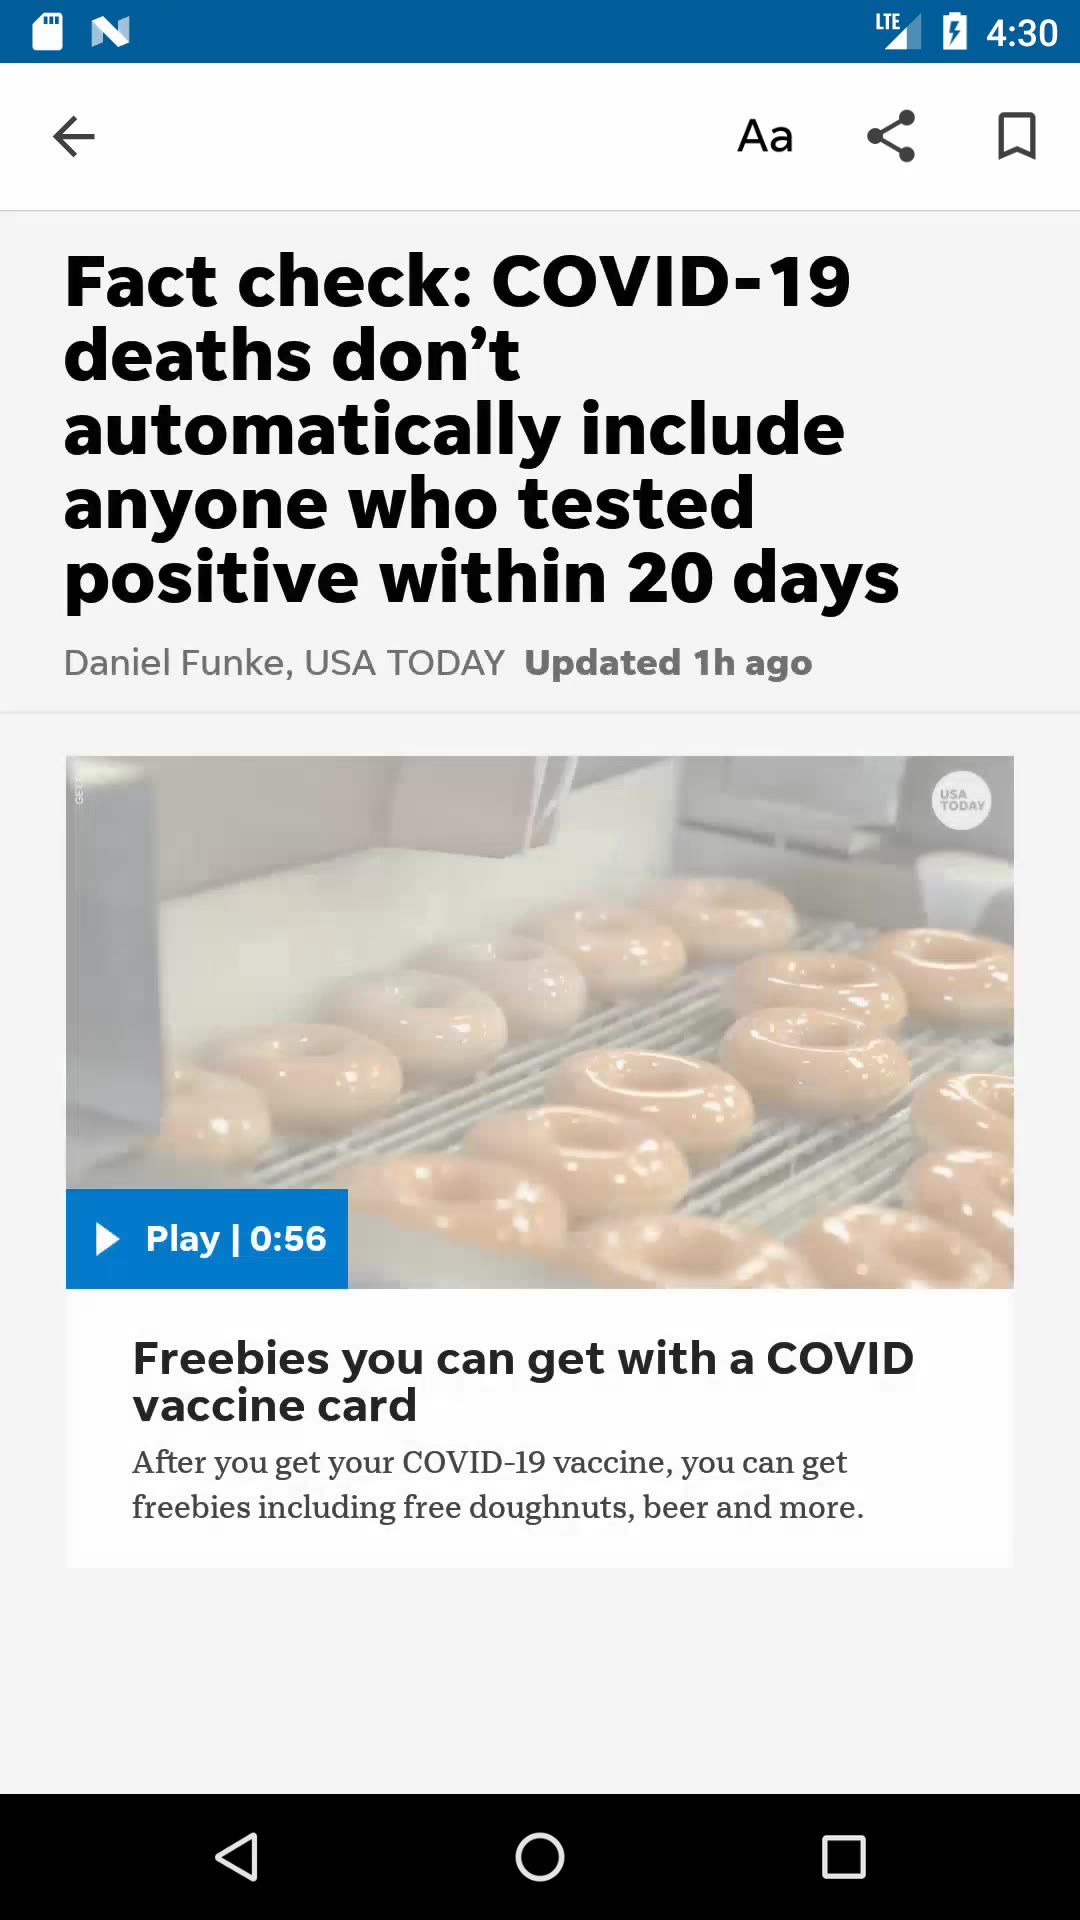 LTE 4:30
Aa
Fact check: COVID-19
deaths don’t
automatically include
anyone who tested
positive within 20 days
Daniel Funke, USA TODAY Updated 1h ago
USA
TODAY
Play | 0:56
Freebies you can get with a COVID
vaccine card
After you get your COVID-19 vaccine, you can get
freebies including free doughnuts, beer and more.